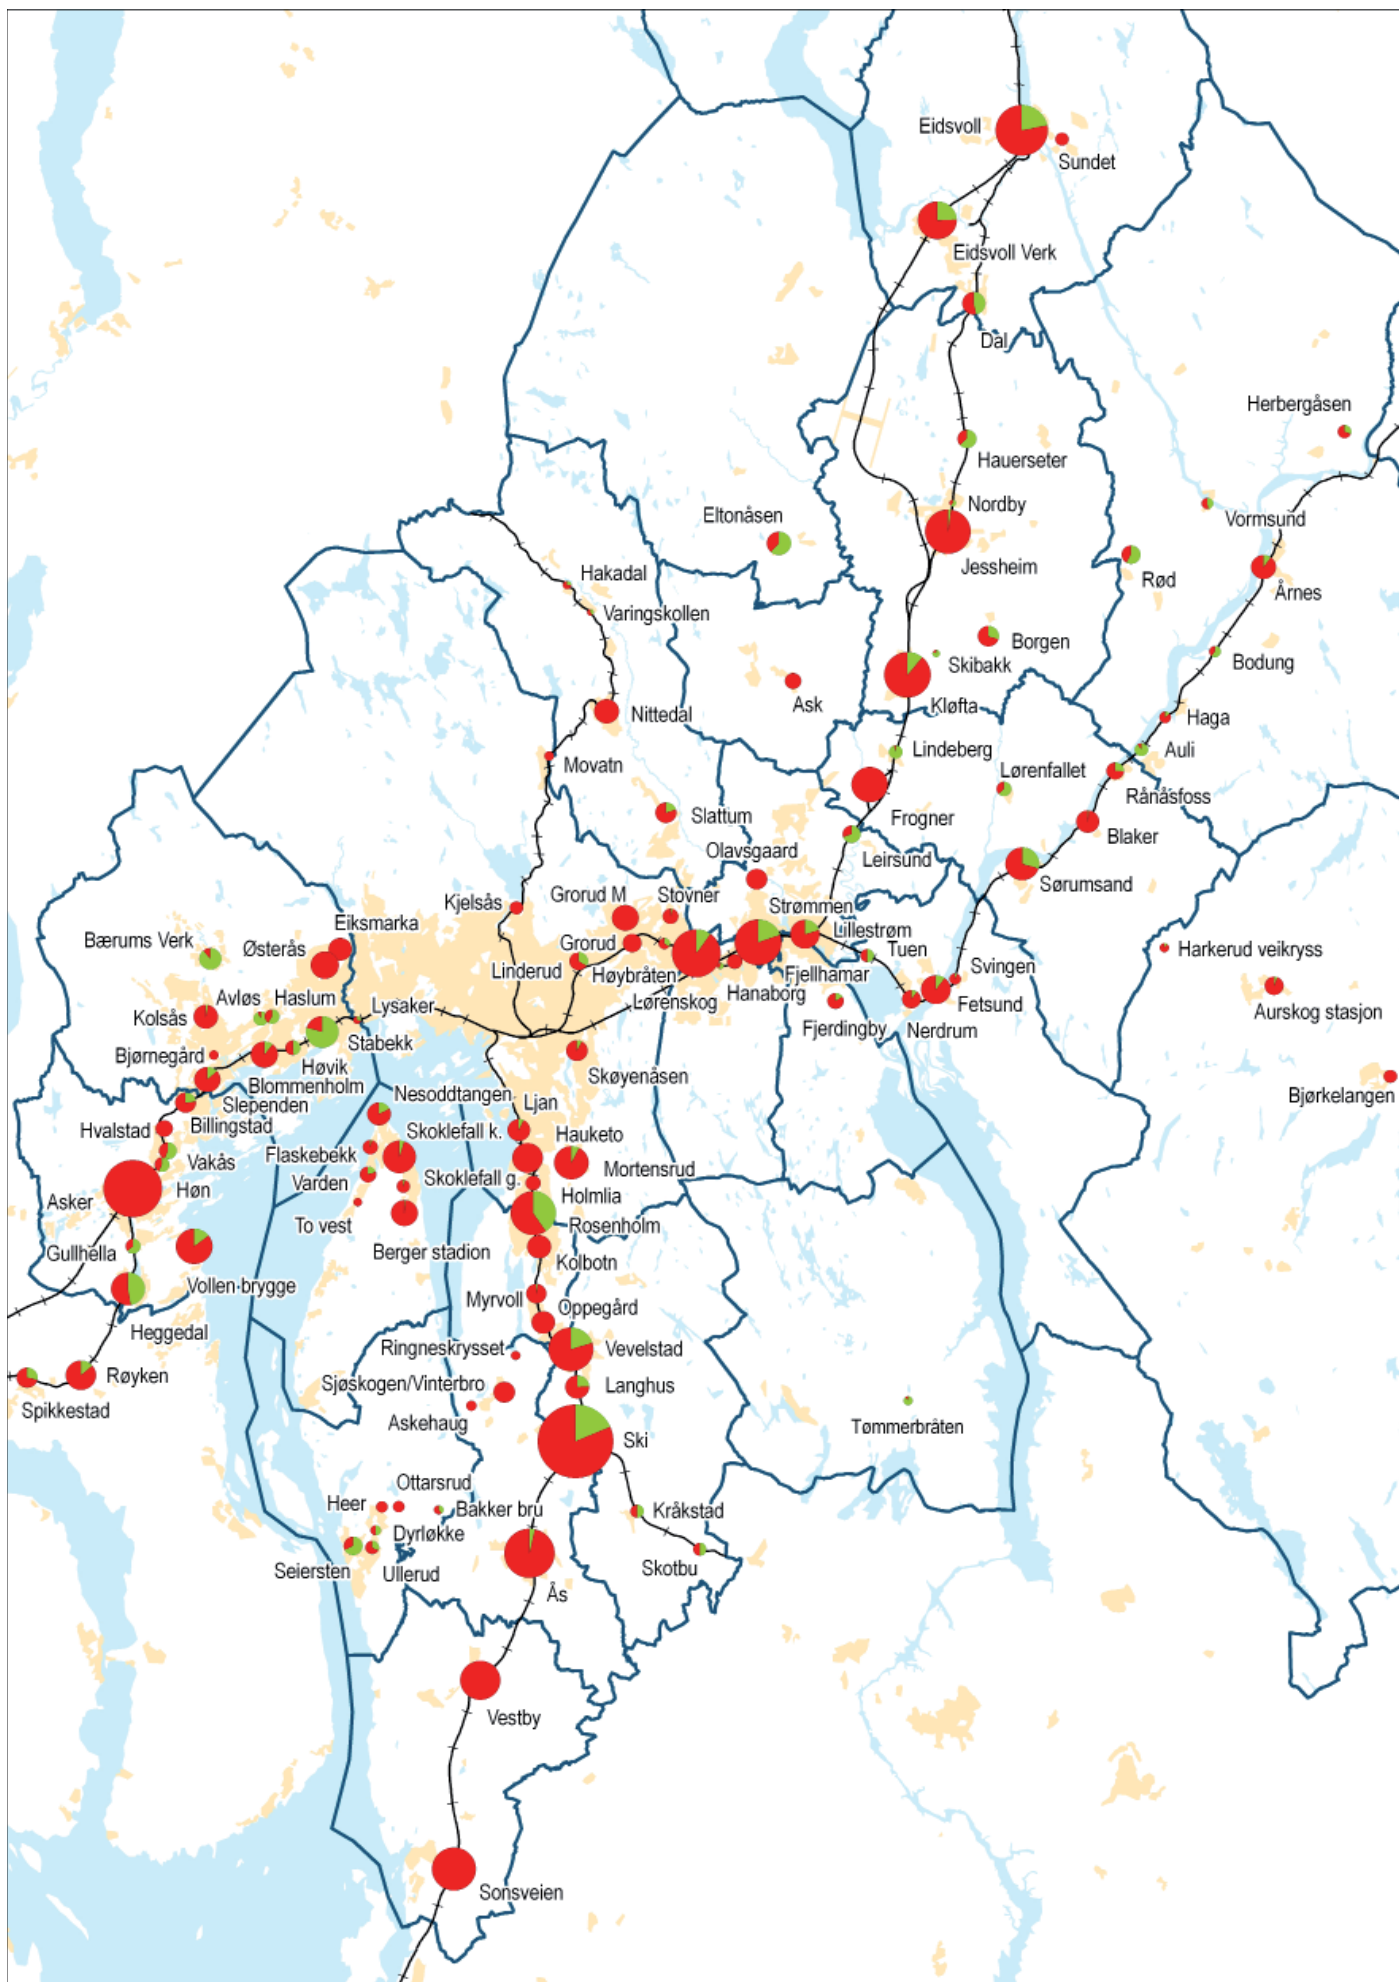 Eidsvoll
Sundet
Eidsvoll Verk
Dal
Herbergåsen
Hauerseter
Nordby
Eltonåsen
Vormsund
Jessheim
Rød
Årnes
Hakadal
Varingskollen
Borgen
Skibakk
Bodung
Ask
Kløfta
Nittedal
Haga
Lindeberg
Auli
Movatn
Lørenfallet
Rånåsfoss
Slattum
Frogner
Blaker
Olavsgaard
Leirsund
Sørumsand
Kjelsås
Grorud M
Stovner
Strømmen
Eiksmarka
Bærums Verk
Østerås
Grorud
Lillestrøm
Tuen
Harkerud veikryss
Linderud
Høybråten
Fjellhamar
Svingen
Avløs
Haslum
Lysaker
Lørenskog
Hanaborg
Fetsund
Kolsås
Fjerdingby
Nerdrum
Aurskog stasjon
Stabekk
Bjørnegård
Høvik
Skøyenåsen
Blommenholm
Nesoddtangen
Bjørkelangen
Slependen
Ljan
Hvalstad
Billingstad
Skoklefall k.
Hauketo
Flaskebekk
Vakås
Mortensrud
Varden
Skoklefall g.
Høn
Holmlia
Asker
To vest
Rosenholm
Gullhella
Berger stadion
Kolbotn
Vollen brygge
Myrvoll
Oppegård
Heggedal
Ringneskrysset
Vevelstad
Røyken
Sjøskogen/Vinterbro
Langhus
Spikkestad
Askehaug
Tømmerbråten
Ski
Ottarsrud
Heer
Bakker bru
Kråkstad
Dyrløkke
Seiersten
Ullerud
Skotbu
Ås
Vestby
Sonsveien